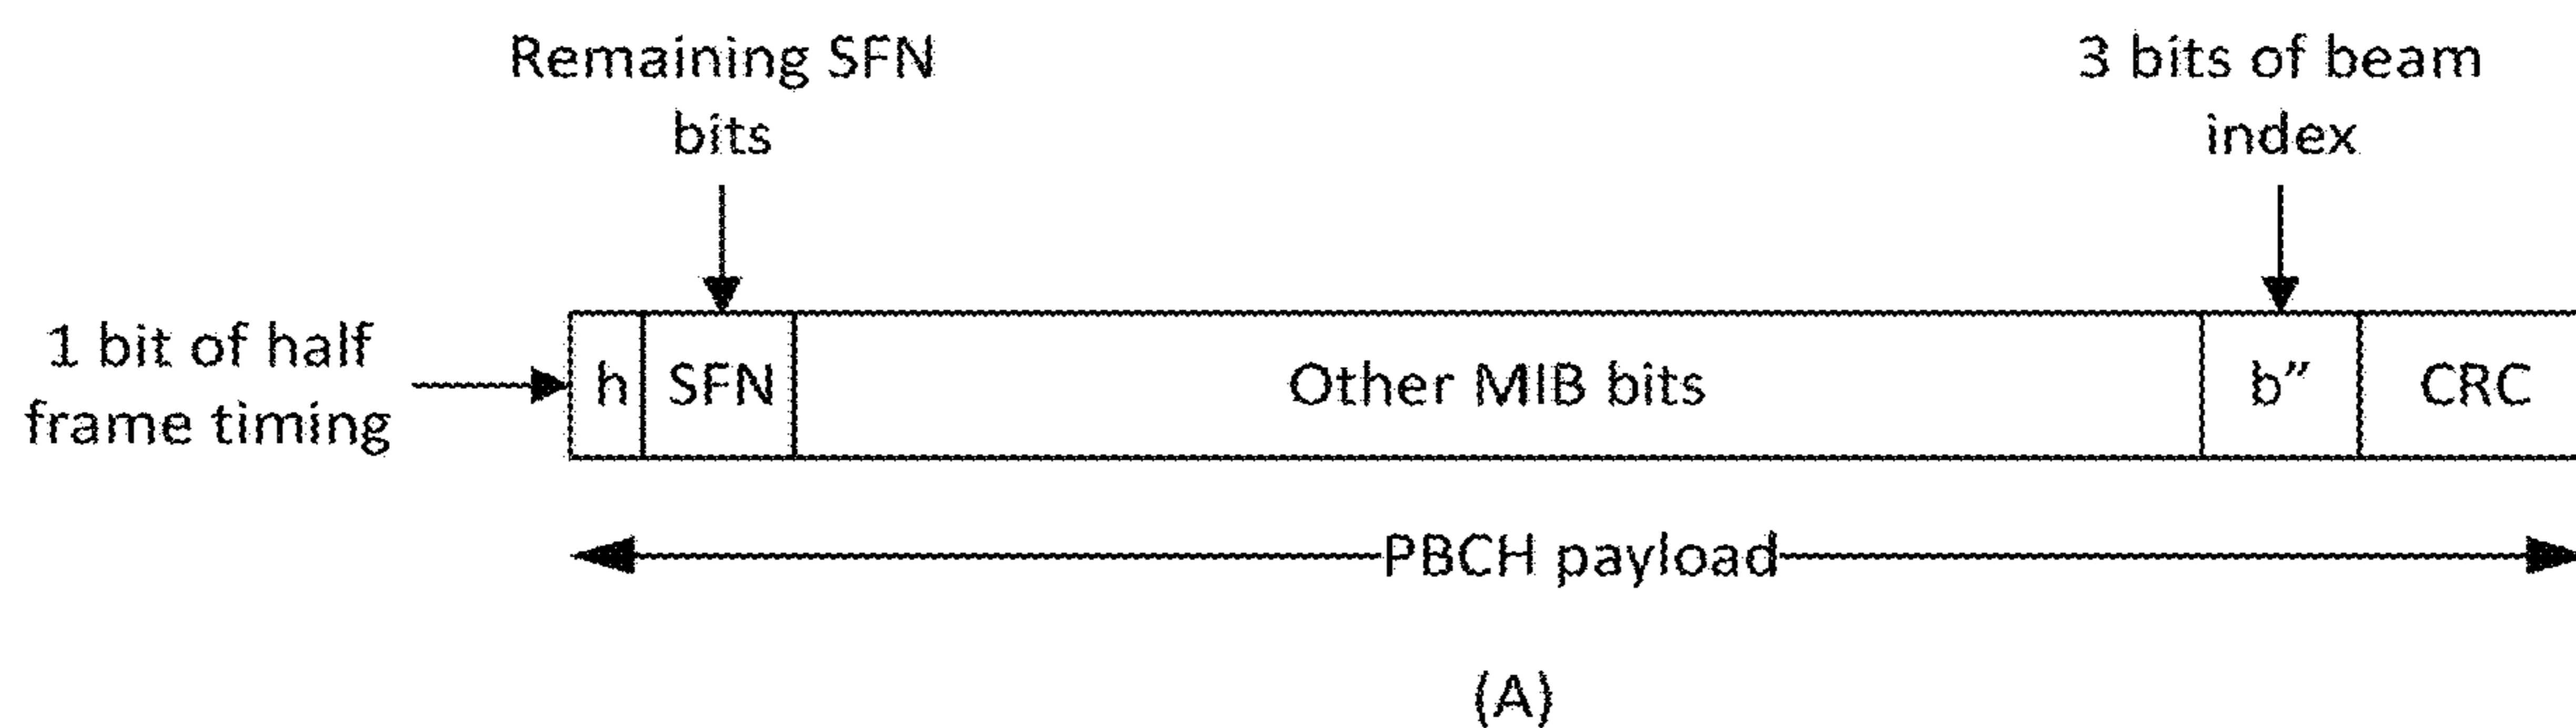 Remaining SFN
bits
3 bits of beam
index
1 bit of half
frame timing
h
SFN
Other MIB bits
b″
CRC
PBCH payload
(A)